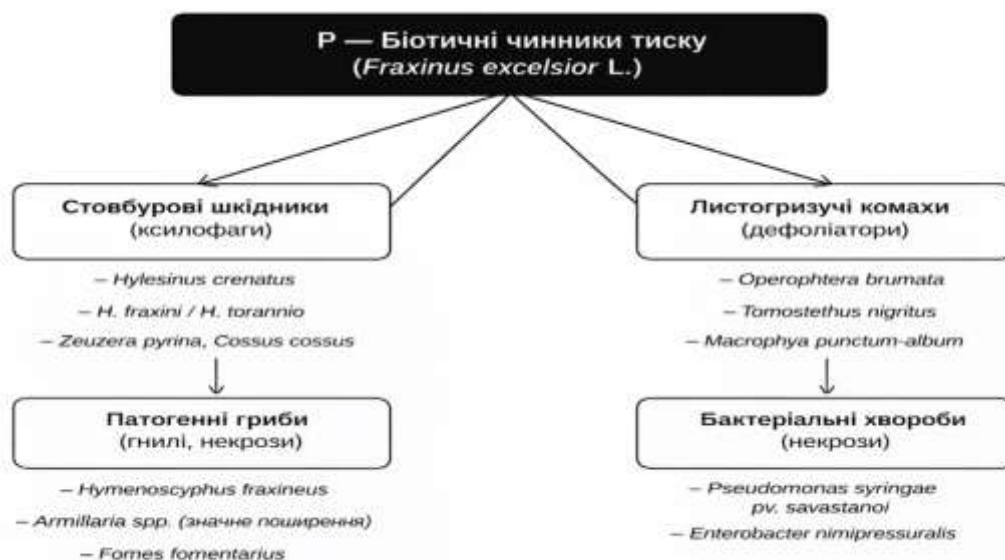 Р — Біотичні чинники тиску
(Fraxinus excelsior L.)
Стовбурові шкідники
(ксилофаги)
– Hylesinus crenatus
– H. fraxini / H. torannio
– Zeuzera pyrina, Cossus cossus
Патогенні гриби
(гнилі, некрози)
– Hymenoscyphus fraxineus
– Armillaria spp. (значне поширення)
– Fomes fomentarius
Листогризучі комахи
(дефоліатори)
– Operophtera brumata
– Tomostethus nigritus
– Macrophya punctum-album
Бактеріальні хвороби
(некрози)
– Pseudomonas syringae
pv. savastanoi
– Enterobacter nimipressuralis